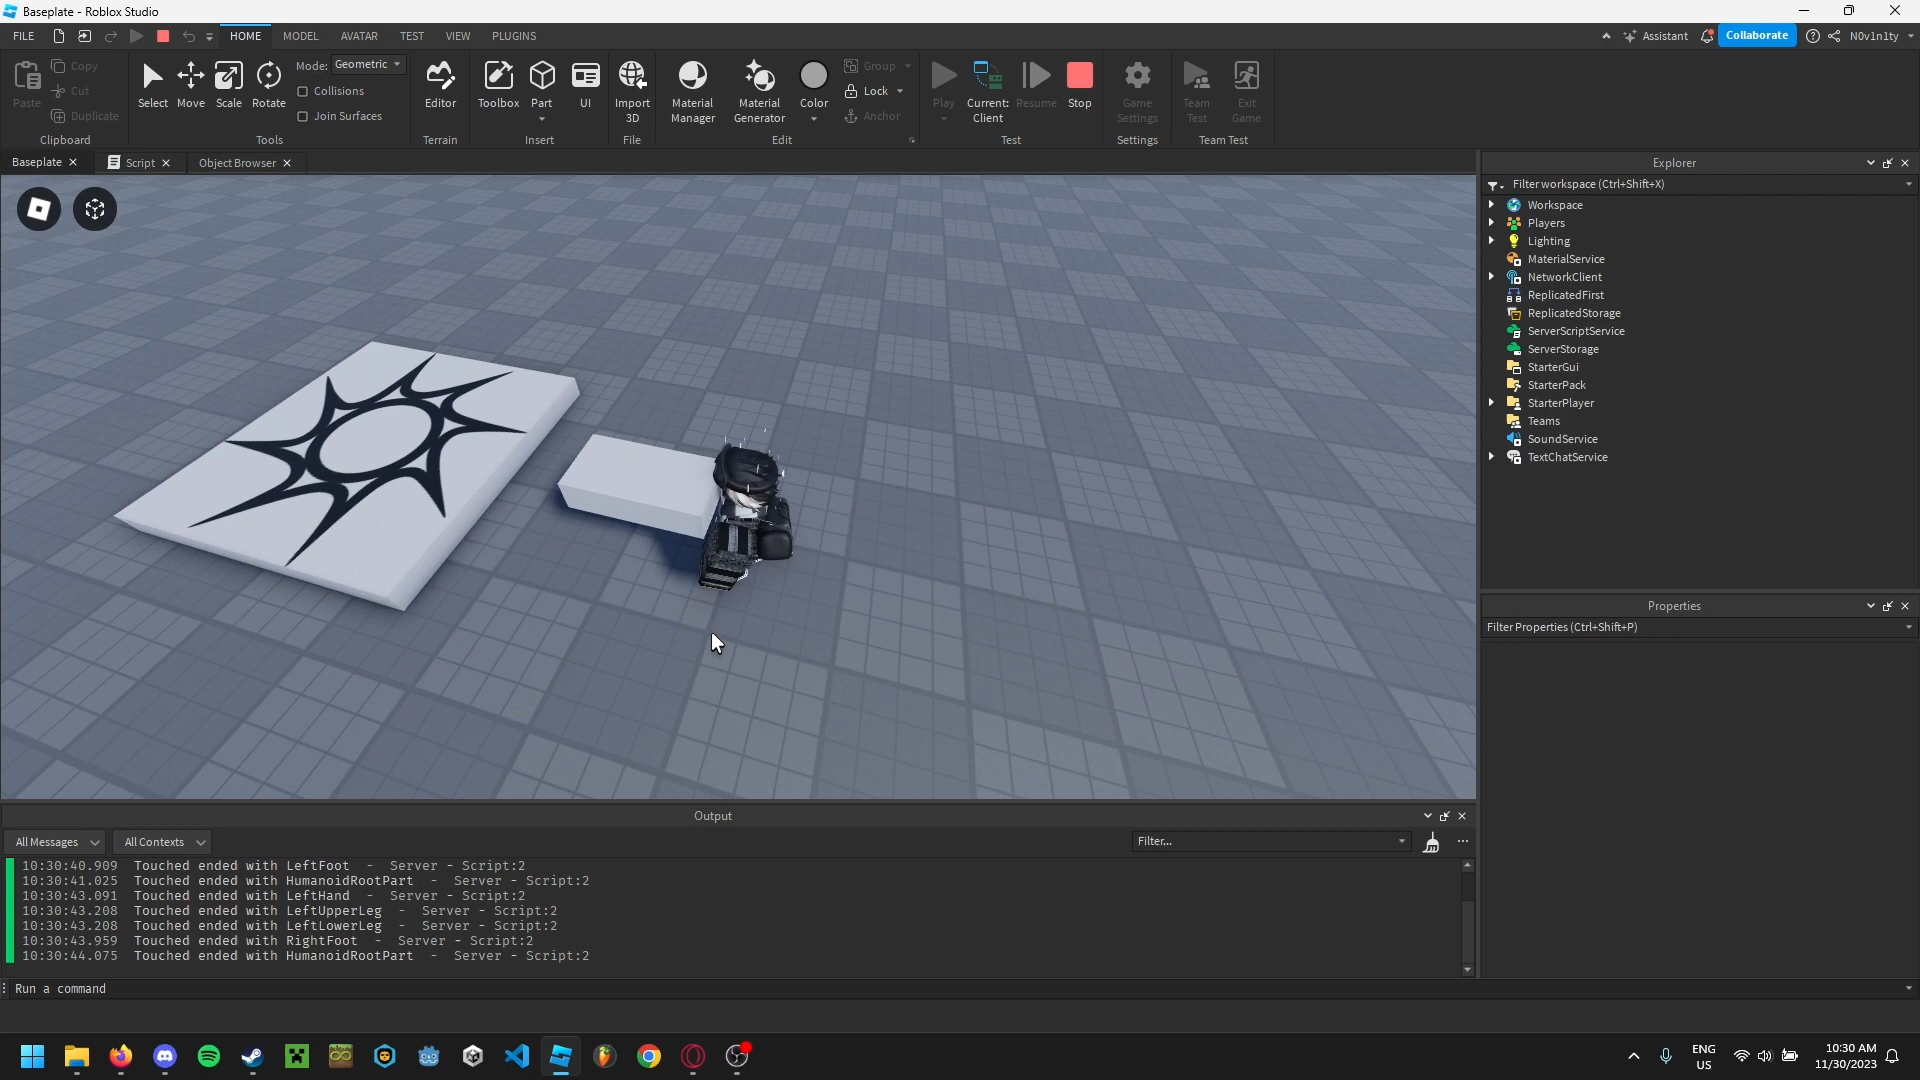 Baseplate - Roblox Studio
FILE
HOME
MODEL
AVATAR
TEST
VIEW
PLUGINS
Assistant
Collaborate
N0v1n1ty
Paste
Copy
Cut
Duplicate
Clipboard
Select
Move
Scale
Rotate
Mode: Geometric
Collisions
Join Surfaces
Tools
Editor
Terrain
Toolbox
Part
UI
Insert
Import
3D
File
Material
Manager
Material
Generator
Color
Group
Lock
Anchor
Edit
Play
Current:
Client
Resume
Stop
Test
Game
Settings
Settings
Team
Test
Exit
Game
Team Test
Baseplate
Script
Object Browser
Explorer
Filter workspace (Ctrl+Shift+X)
Workspace
Players
Lighting
MaterialService
NetworkClient
ReplicatedFirst
ReplicatedStorage
ServerScriptService
ServerStorage
StarterGui
StarterPack
StarterPlayer
Teams
SoundService
TextChatService
Properties
Filter Properties (Ctrl+Shift+P)
Output
All Messages
All Contexts
Filter...
10:30:40.909 Touched ended with LeftFoot - Server - Script:2
10:30:41.025 Touched ended with HumanoidRootPart - Server - Script:2
10:30:43.091 Touched ended with LeftHand - Server - Script:2
10:30:43.208 Touched ended with LeftUpperLeg - Server - Script:2
10:30:43.208 Touched ended with LeftLowerLeg - Server - Script:2
10:30:43.959 Touched ended with RightFoot - Server - Script:2
10:30:44.075 Touched ended with HumanoidRootPart - Server - Script:2
Run a command
ENG
US
10:30 AM
11/30/2023